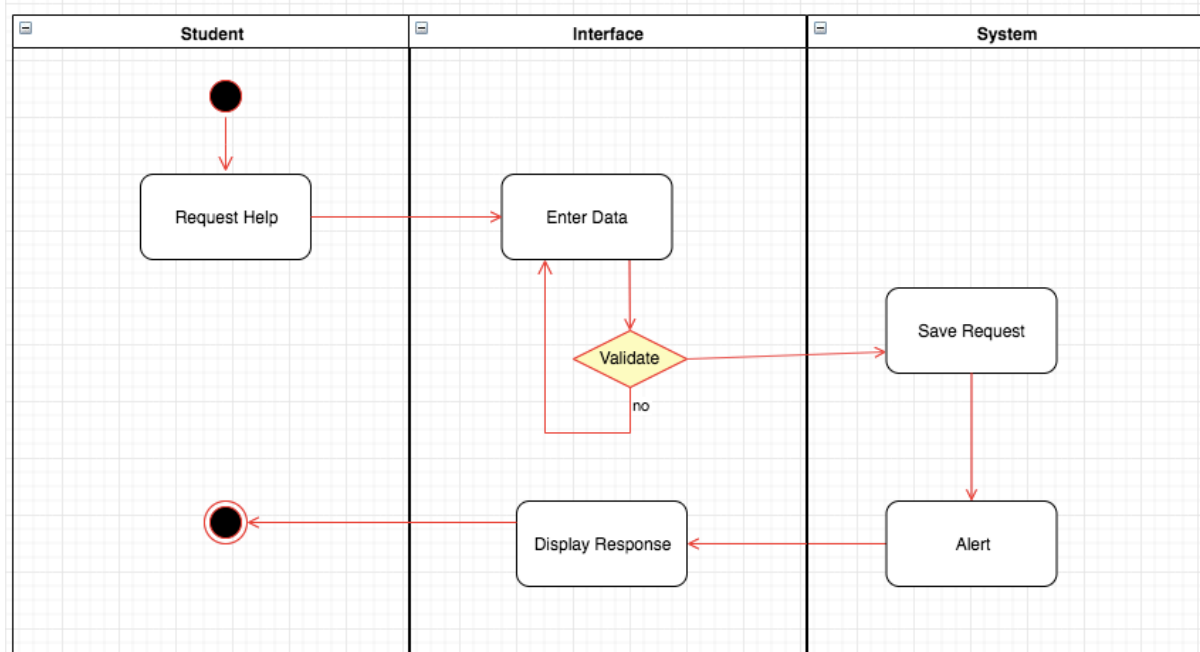 Student
Interface
System
Request Help
Enter Data
Save Request
Validate
no
Display Response
Alert